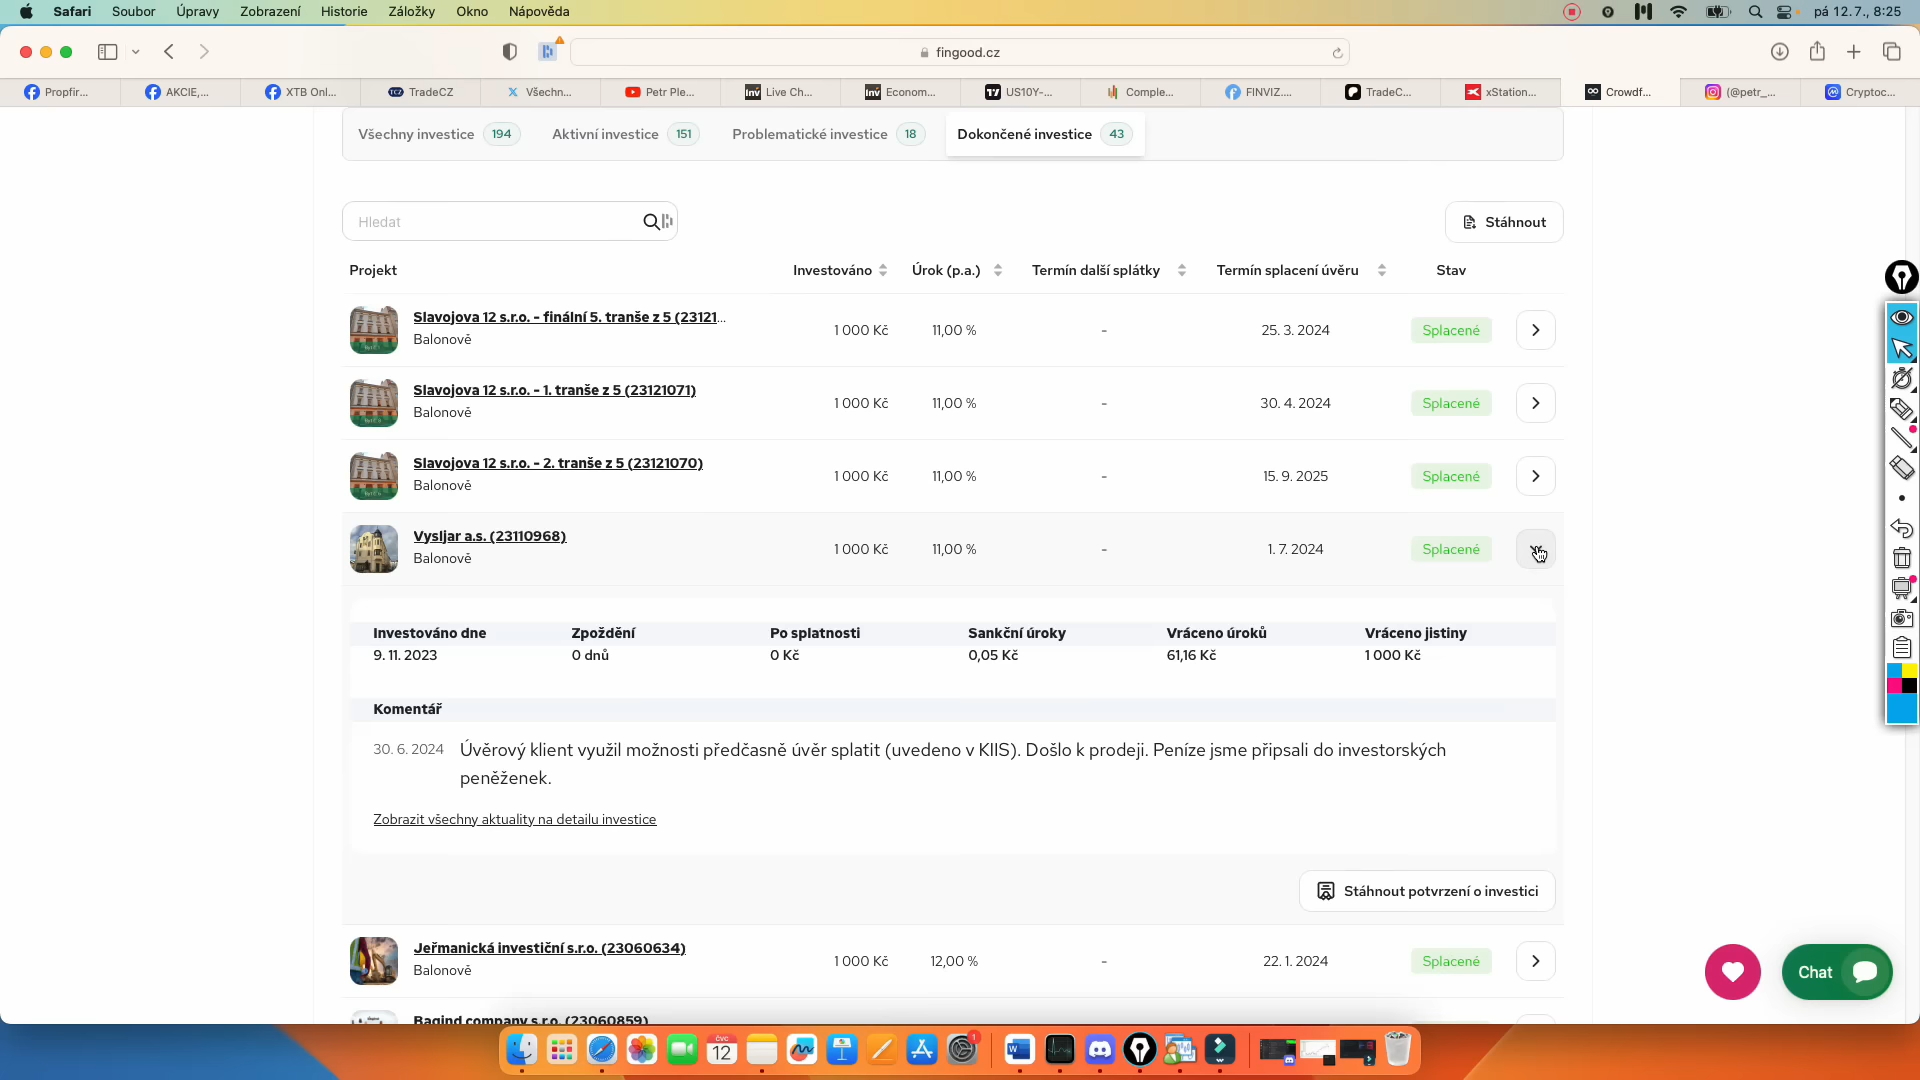 Safari Soubor Úpravy Zobrazení Historie Záložky Okno Nápověda pá 12.7., 8:25
fingood.cz
Propfir... AKCIE,... XTB Onl... TradeCZ Všechn... Petr Ple... Live Ch... Econom... US10Y-... Comple... FINVIZ.... TradeC... xStation... Crowdf... (@petr_... Cryptoc...
Všechny investice 194 Aktivní investice 151 Problematické investice 18 Dokončené investice 43
Hledat Stáhnout
Projekt Investováno Úrok (p.a.) Termín další splátky Termín splacení úvěru Stav
Slavojova 12 s.r.o. - finální 5. tranše z 5 (23121...
Balonově 1 000 Kč 11,00 % - 25. 3. 2024 Splacené
Slavojova 12 s.r.o. - 1. tranše z 5 (23121071)
Balonově 1 000 Kč 11,00 % - 30. 4. 2024 Splacené
Slavojova 12 s.r.o. - 2. tranše z 5 (23121070)
Balonově 1 000 Kč 11,00 % - 15. 9. 2025 Splacené
Vysljar a.s. (23110968)
Balonově 1 000 Kč 11,00 % - 1. 7. 2024 Splacené
Investováno dne Zpoždění Po splatnosti Sankční úroky Vráceno úroků Vráceno jistiny
9. 11. 2023 0 dnů 0 Kč 0,05 Kč 61,16 Kč 1 000 Kč
Komentář
30. 6. 2024 Úvěrový klient využil možnosti předčasně úvěr splatit (uvedeno v KIIS). Došlo k prodeji. Peníze jsme připsali do investorských
peněženek.
Zobrazit všechny aktuality na detailu investice
Stáhnout potvrzení o investici
Jeřmanická investiční s.r.o. (23060634)
Balonově 1 000 Kč 12,00 % - 22. 1. 2024 Splacené
Chat
Bagind company s.r.o. (23060859)
ČVC
12